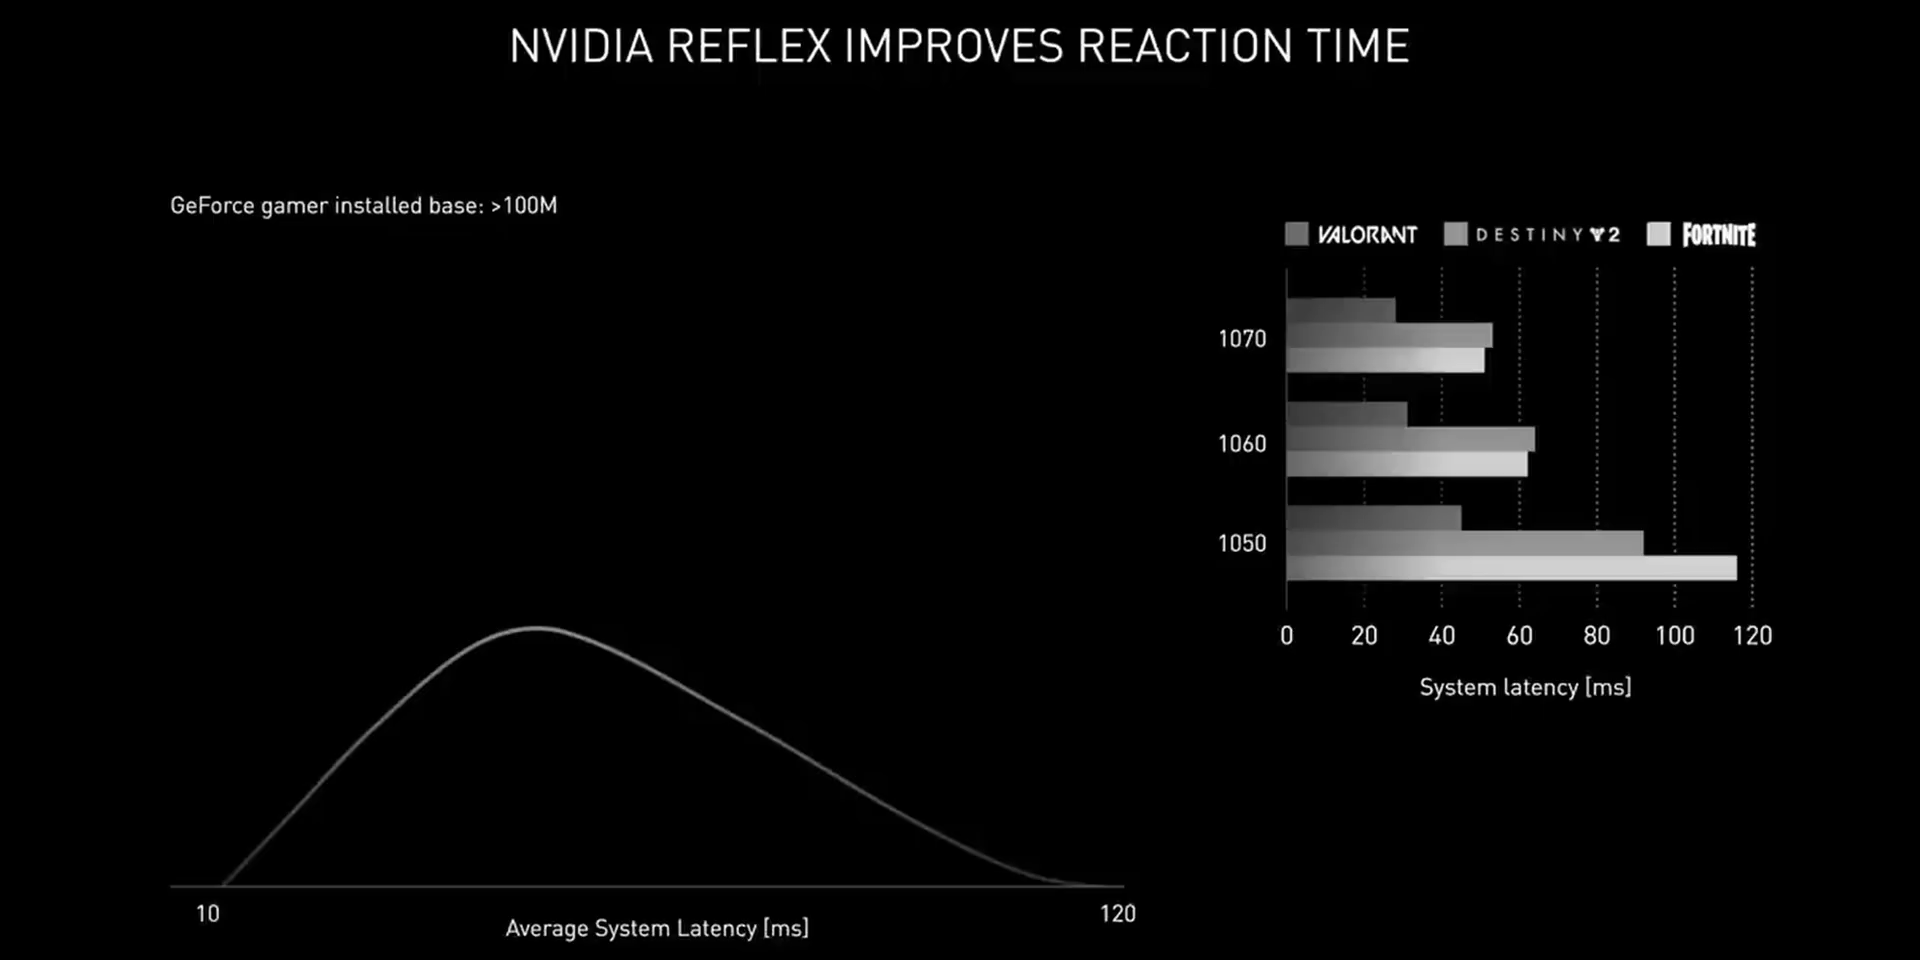 NVIDIA REFLEX IMPROVES REACTION TIME
GeForce gamer installed base: >100M
10
120
Average System Latency [ms]
VALORANT DESTINY 2 FORTNITE
1070
1060
1050
0 20 40 60 80 100 120
System latency [ms]